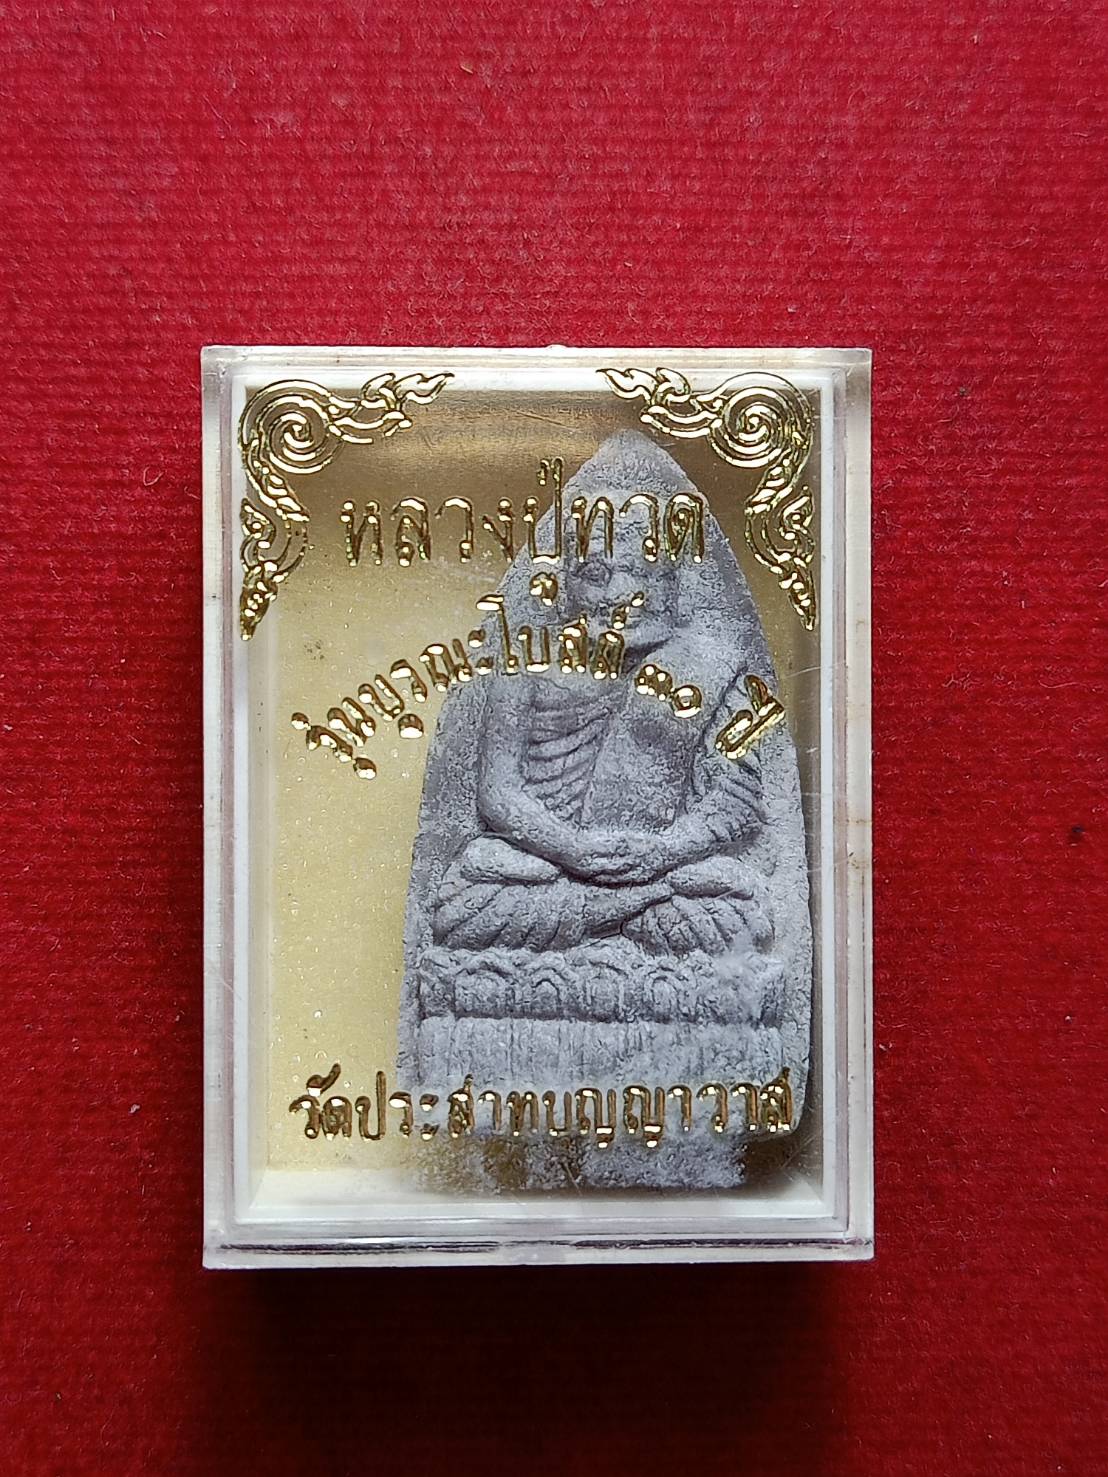 หลวงปู่ทวด
รุ่นบูรณะโบสถ์ ๓๐ ปี
วัดประสาทบุญญาวาส